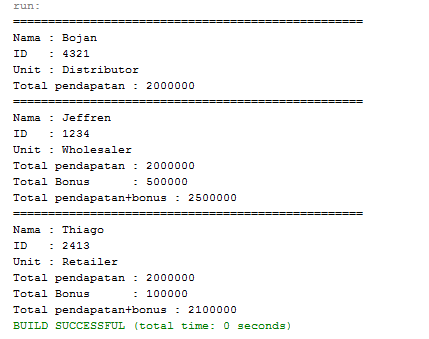 run:
==================================================
Nama : Bojan
ID   : 4321
Unit : Distributor
Total pendapatan : 2000000
==================================================
Nama : Jeffren
ID   : 1234
Unit : Wholesaler
Total pendapatan : 2000000
Total Bonus      : 500000
Total pendapatan+bonus : 2500000
==================================================
Nama : Thiago
ID   : 2413
Unit : Retailer
Total pendapatan : 2000000
Total Bonus      : 100000
Total pendapatan+bonus : 2100000
BUILD SUCCESSFUL (total time: 0 seconds)